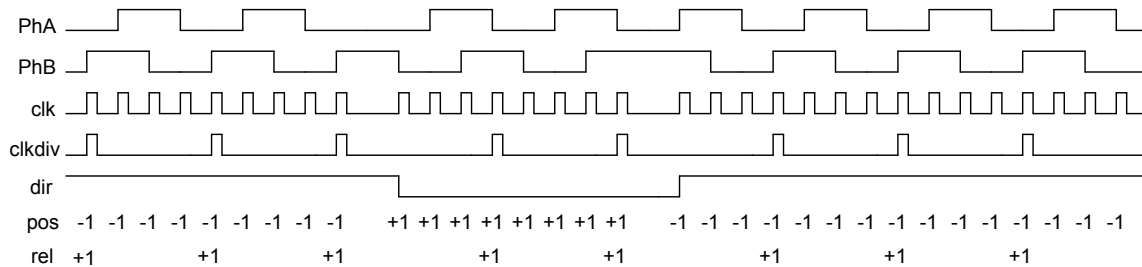 PhA
PhB
clk
clkdiv
dir
pos -1 -1 -1 -1 -1 -1 -1 -1 -1 +1 +1 +1 +1 +1 +1 +1 +1 -1 -1 -1 -1 -1 -1 -1 -1 -1 -1 -1 -1 -1 -1 -1
rel +1 +1 +1 +1 +1 +1 +1 +1